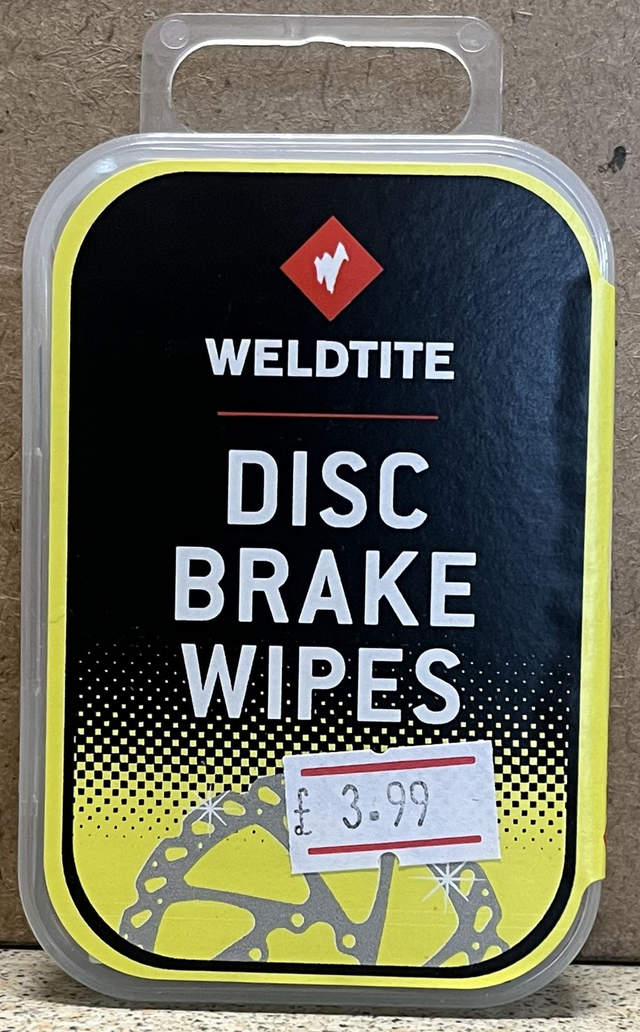 WELDTITE
DISC
BRAKE
WIPES
3.99